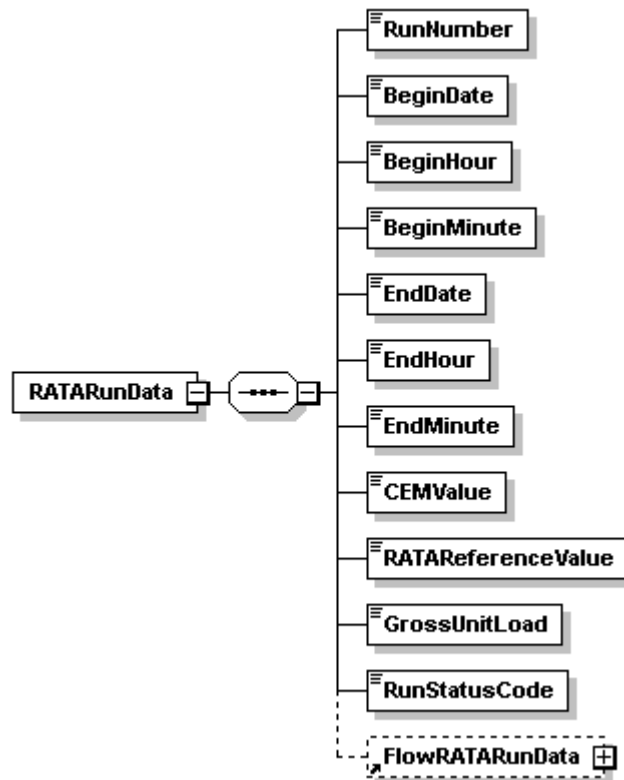 RunNumber
BeginDate
BeginHour
BeginMinute
EndDate
EndHour
RATARunData
EndMinute
CEMValue
RATAReferenceValue
GrossUnitLoad
RunStatusCode
FlowRATARunData